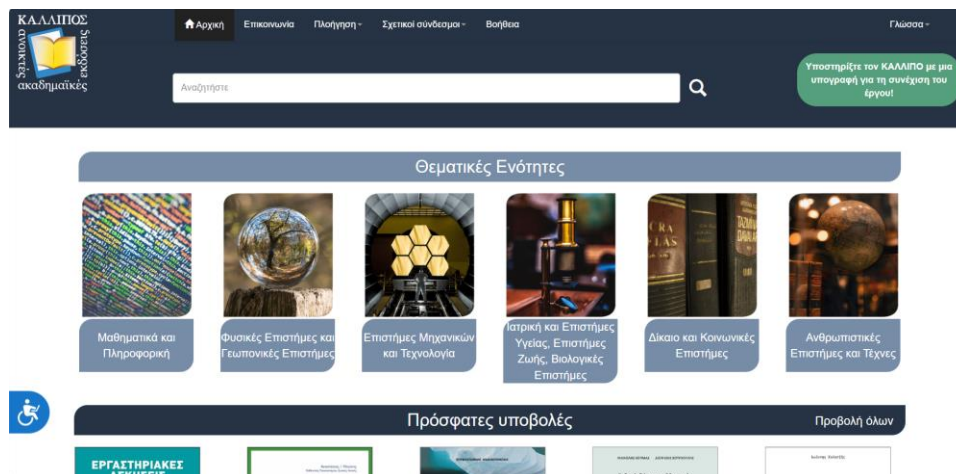 ΚΑΛΛΙΠΟΣ
ανοικτές
εκδόσεις
ακαδημαϊκές
Αρχική Επικοινωνία Πλοήγηση Σχετικοί σύνδεσμοι Βοήθεια Γλώσσα
Αναζητήστε
Υποστηρίξτε τον ΚΑΛΛΙΠΟ με μια
υπογραφή για τη συνέχιση του
έργου!
Θεματικές Ενότητες
Μαθηματικά και
Πληροφορική
Φυσικές Επιστήμες και
Γεωπονικές Επιστήμες
Επιστήμες Μηχανικών
και Τεχνολογία
Ιατρική και Επιστήμες
Υγείας, Επιστήμες
Ζωής, Βιολογικές
Επιστήμες
Δίκαιο και Κοινωνικές
Επιστήμες
Ανθρωπιστικές
Επιστήμες και Τέχνες
Πρόσφατες υποβολές Προβολή όλων
ΕΡΓΑΣΤΗΡΙΑΚΕΣ
ΑΣΚΗΣΕΙΣ